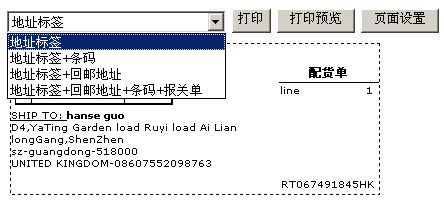 地址标签
打印
打印预览
页面设置
地址标签
地址标签+条码
地址标签+回邮地址
地址标签+回邮地址+条码+报关单
配货单
line 1
SHIP TO: hanse guo
D4,YaTing Garden load Ruyi load Ai Lian
longGang,ShenZhen
sz-guangdong-518000
UNITED KINGDOM-08607552098763
RT067491845HK